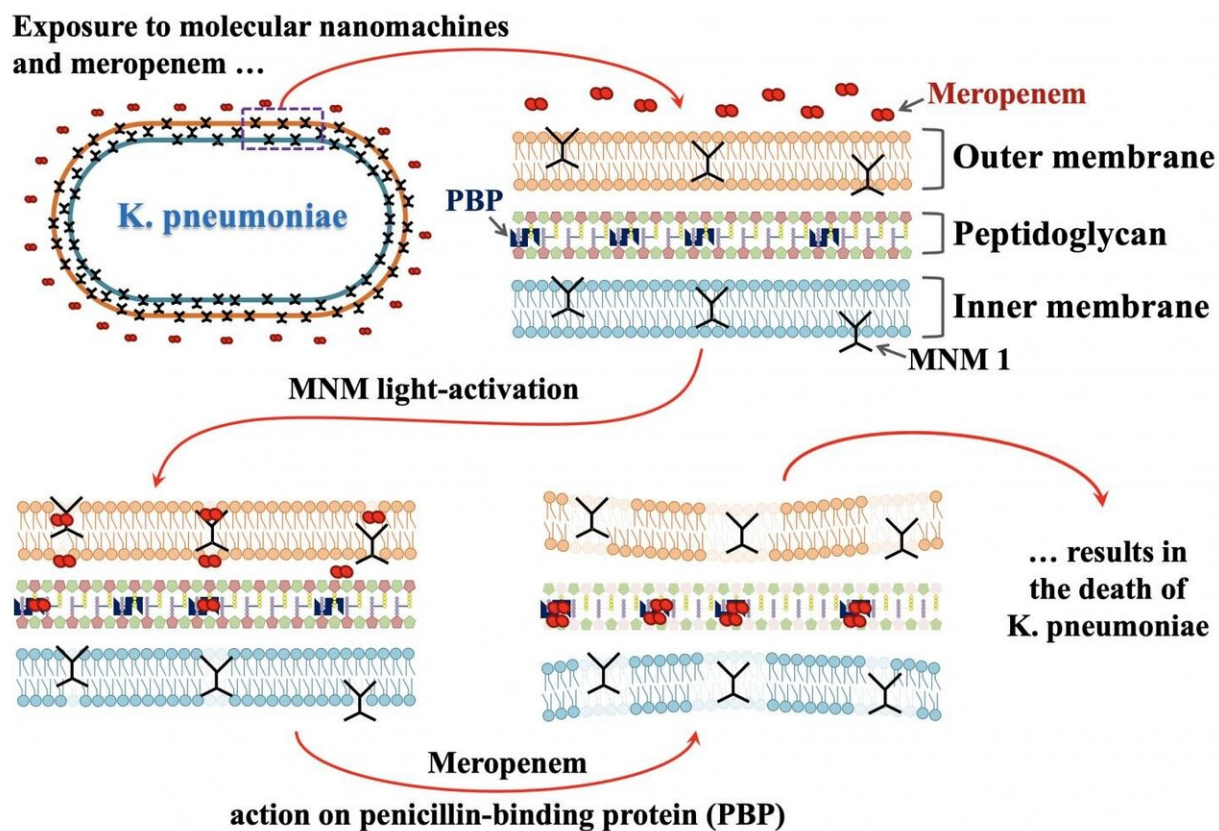 Exposure to molecular nanomachines
and meropenem ...
K. pneumoniae
Meropenem
Outer membrane
PBP
Peptidoglycan
Inner membrane
MNM 1
MNM light-activation
... results in
the death of
K. pneumoniae
Meropenem
action on penicillin-binding protein (PBP)